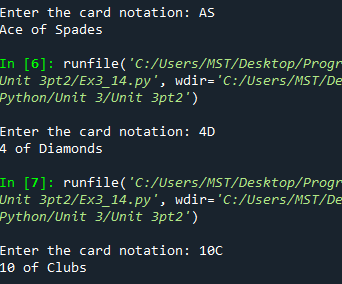 Enter the card notation: AS
Ace of Spades
In [6]: runfile('C:/Users/MST/Desktop/Progr
Unit 3pt2/Ex3_14.py', wdir='C:/Users/MST/De
Python/Unit 3/Unit 3pt2')
Enter the card notation: 4D
4 of Diamonds
In [7]: runfile('C:/Users/MST/Desktop/Progr
Unit 3pt2/Ex3_14.py', wdir='C:/Users/MST/De
Python/Unit 3/Unit 3pt2')
Enter the card notation: 10C
10 of Clubs